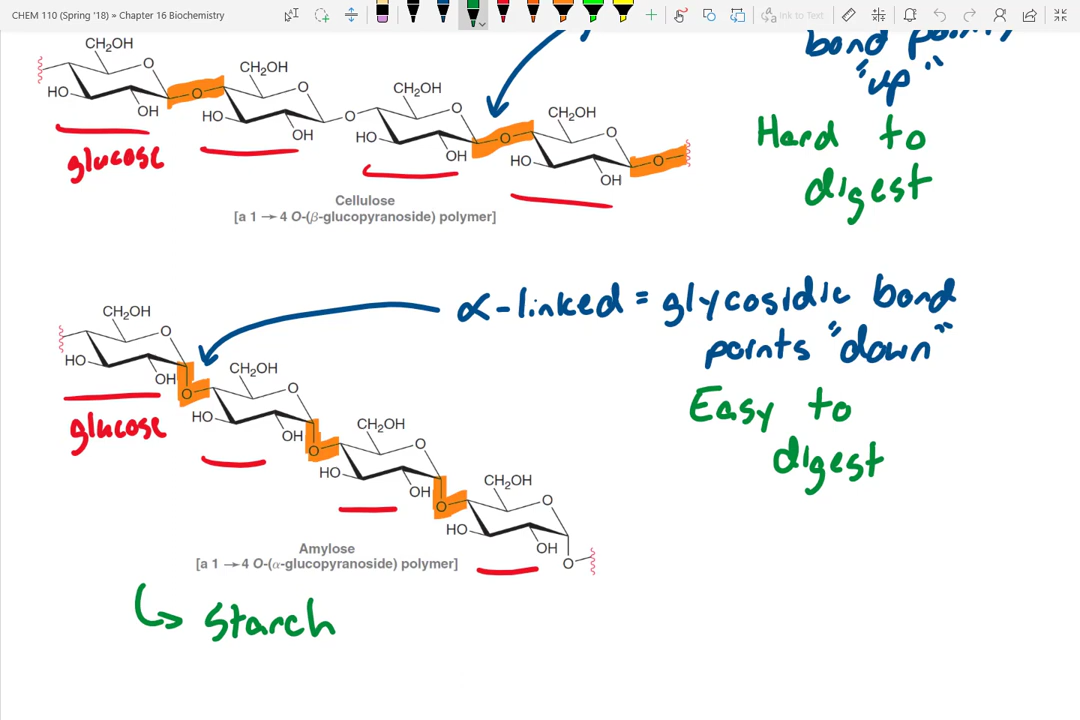 CHEM 110 (Spring '18) » Chapter 16 Biochemistry
Ink to Text
bond points
"up"
CH₂OH
O
HO
OH
O
CH₂OH
O
HO
OH
O
CH₂OH
O
HO
OH
O
CH₂OH
O
HO
OH
O
glucose
Hard to
digest
Cellulose
[a 1 → 4 O-(β-glucopyranoside) polymer]
α-linked = glycosidic bond
points "down"
Easy to
digest
CH₂OH
O
HO
OH
O
CH₂OH
O
HO
OH
O
CH₂OH
O
HO
OH
O
CH₂OH
O
HO
OH
O
glucose
Amylose
[a 1 → 4 O-(α-glucopyranoside) polymer]
↳ starch